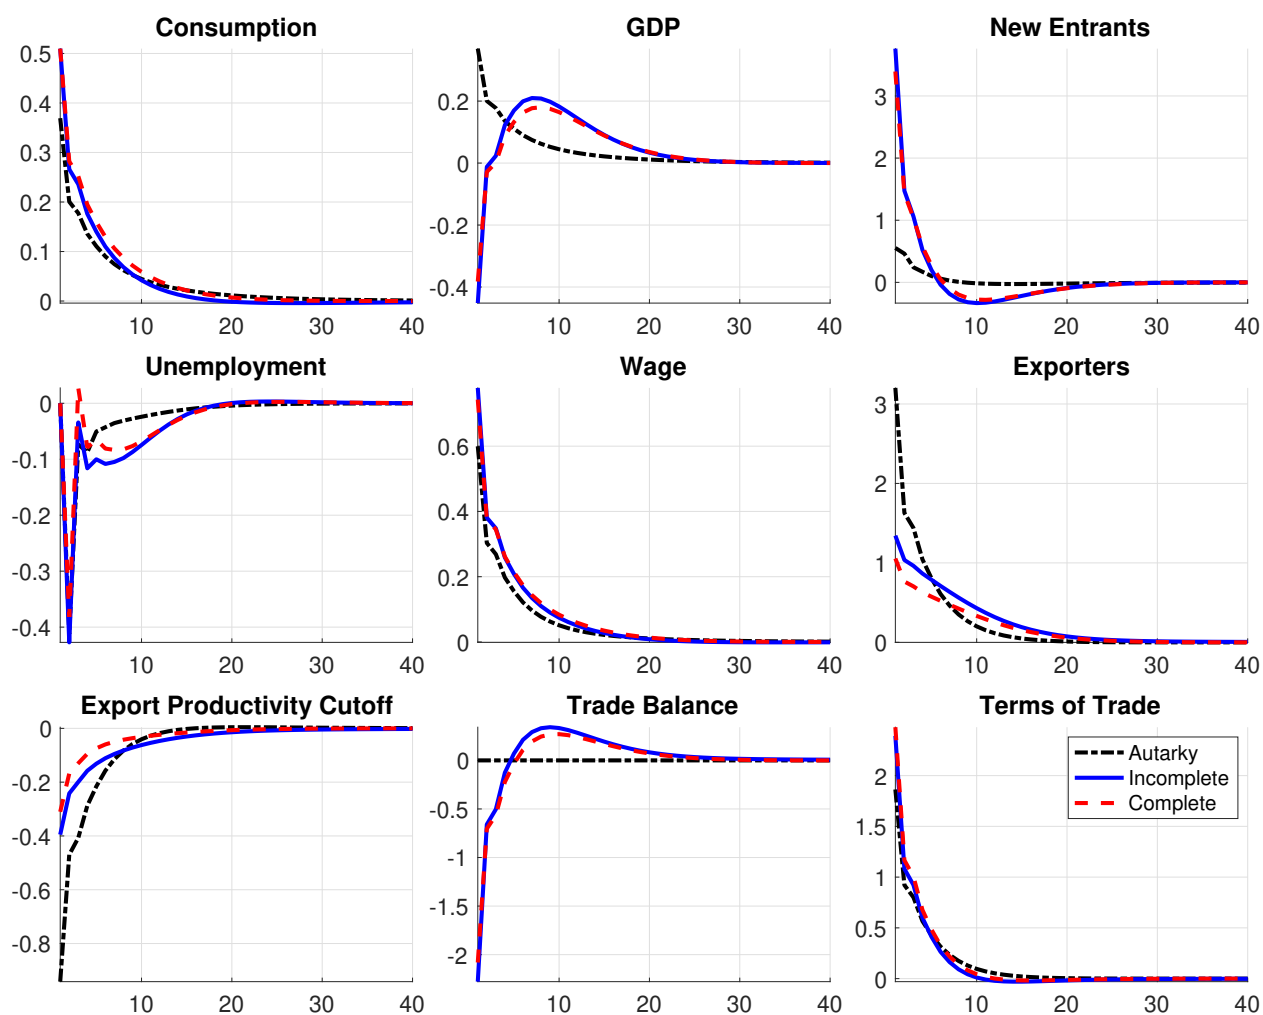 Consumption
0.5
0.4
0.3
0.2
0.1
0
10 20 30 40
GDP
0.2
0
-0.2
-0.4
10 20 30 40
New Entrants
3
2
1
0
10 20 30 40
Unemployment
0
-0.1
-0.2
-0.3
-0.4
10 20 30 40
Wage
0.6
0.4
0.2
0
10 20 30 40
Exporters
3
2
1
0
10 20 30 40
Export Productivity Cutoff
0
-0.2
-0.4
-0.6
-0.8
10 20 30 40
Trade Balance
0
-0.5
-1
-1.5
-2
10 20 30 40
Terms of Trade
2
1.5
1
0.5
0
Autarky
Incomplete
Complete
10 20 30 40